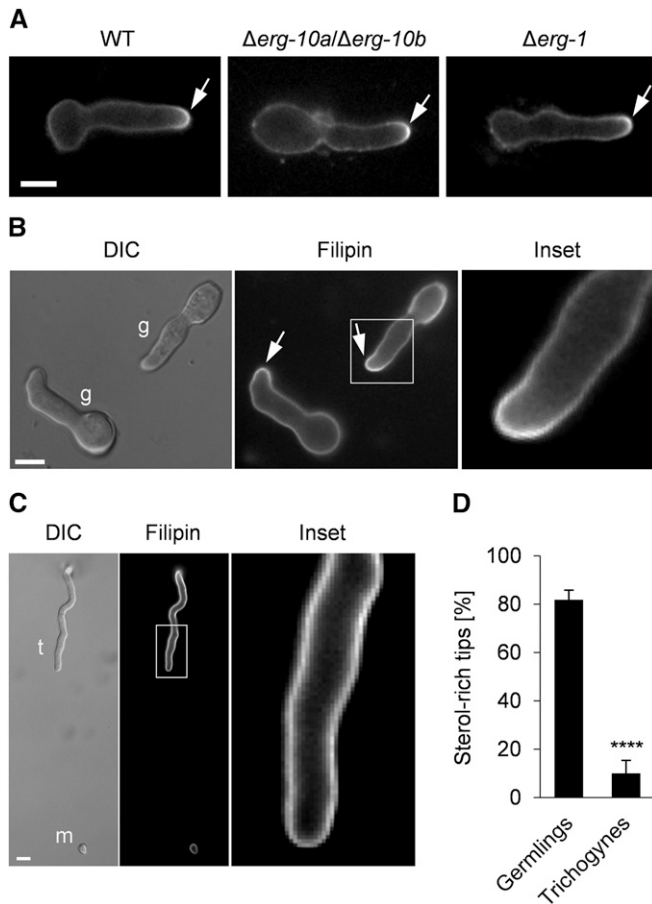 A
WT Δerg-10a/Δerg-10b Δerg-1
B
DIC Filipin Inset
g
g
C
DIC Filipin Inset
t
m
D
Sterol-rich tips [%]
100
80
60
40
20
0
****
Germlings
Trichogynes